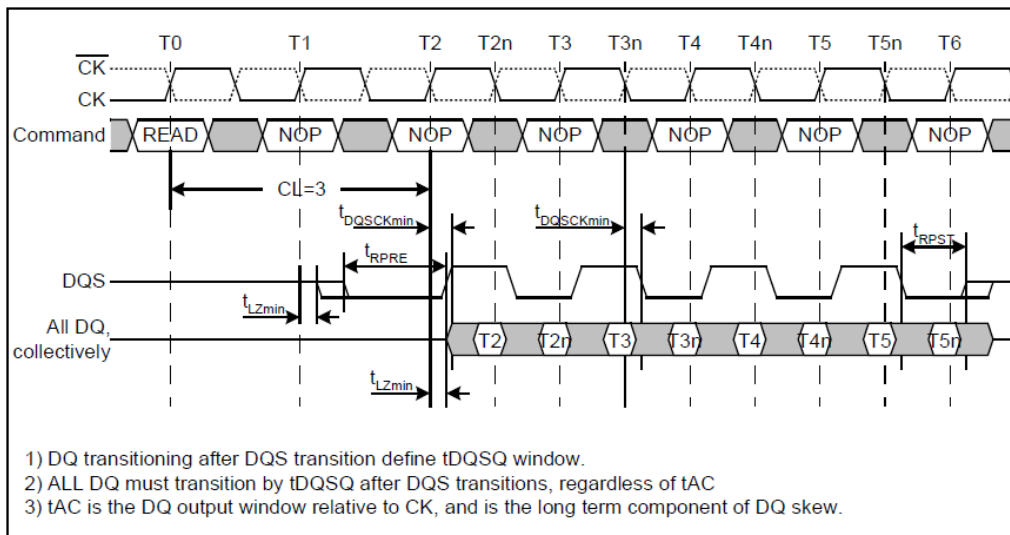 T0 T1 T2 T2n T3 T3n T4 T4n T5 T5n T6
CK
CK
Command READ NOP NOP NOP NOP NOP NOP
CL=3
tDQSCKmin tDQSCKmin
tRPRE tRPST
DQS
tLZmin
All DQ,
collectively
T2 T2n T3 T3n T4 T4n T5 T5n
tLZmin
1) DQ transitioning after DQS transition define tDQSQ window.
2) ALL DQ must transition by tDQSQ after DQS transitions, regardless of tAC
3) tAC is the DQ output window relative to CK, and is the long term component of DQ skew.